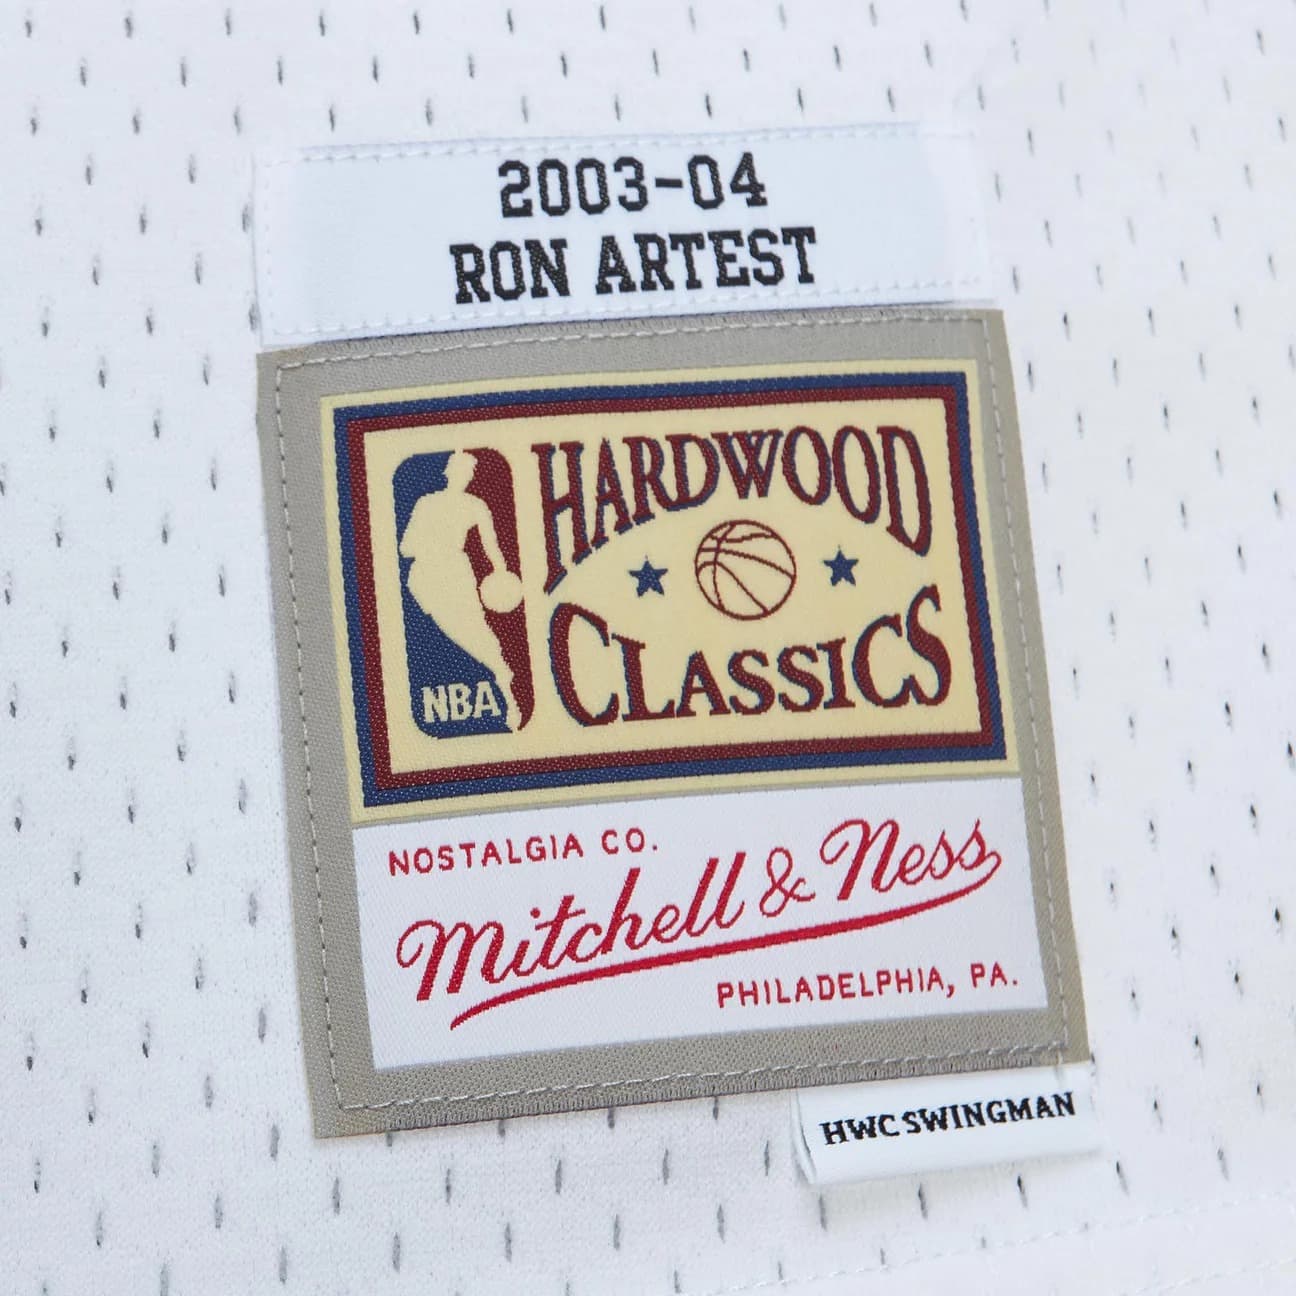 2003-04
RON ARTEST
HARDWOOD
CLASSICS
NBA
NOSTALGIA CO.
Mitchell & Ness
PHILADELPHIA, PA.
HWC SWINGMAN